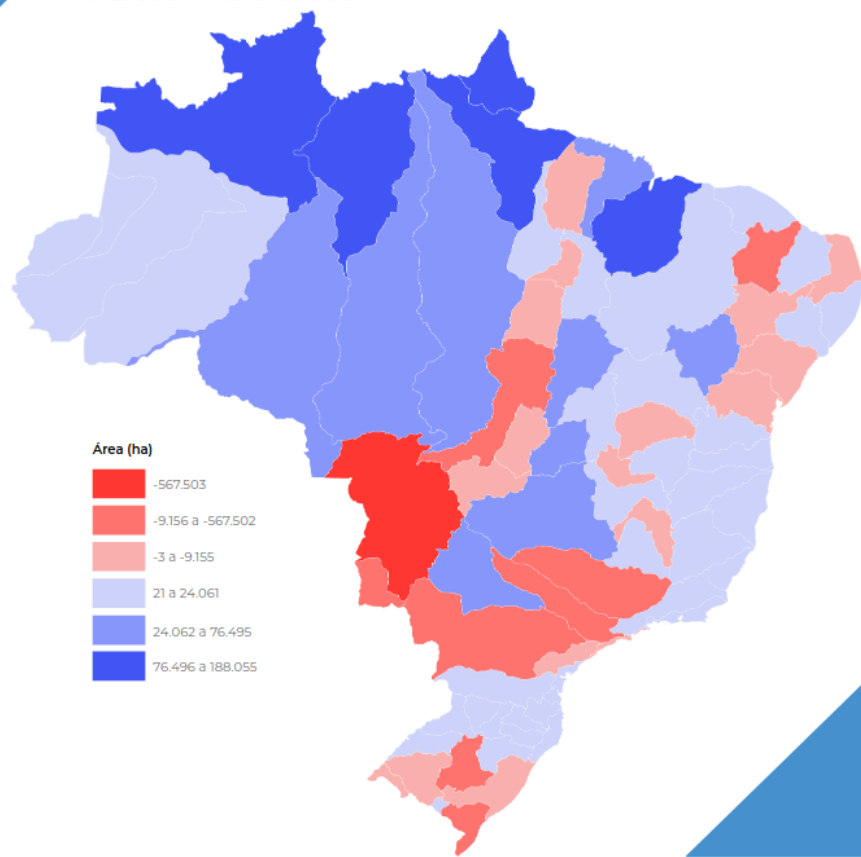 Área (ha)
-567.503
-9.156 a -567.502
-3 a -9.155
21 a 24.061
24.062 a 76.495
76.496 a 188.055